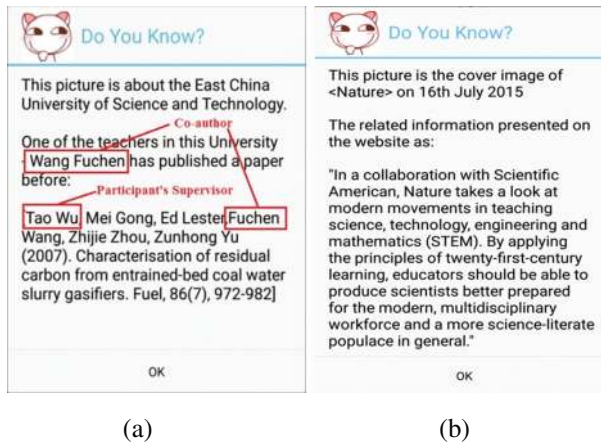 Do You Know?
This picture is about the East China
University of Science and Technology.
Co-author
One of the teachers in this University
Wang Fuchen has published a paper
before:
Participant's Supervisor
Tao Wu, Mei Gong, Ed Lester, Fuchen
Wang, Zhijie Zhou, Zunhong Yu
(2007). Characterisation of residual
carbon from entrained-bed coal water
slurry gasifiers. Fuel, 86(7), 972-982]
OK
(a)
Do You Know?
This picture is the cover image of
<Nature> on 16th July 2015
The related information presented on
the website as:
"In a collaboration with Scientific
American, Nature takes a look at
modern movements in teaching
science, technology, engineering and
mathematics (STEM). By applying
the principles of twenty-first-century
learning, educators should be able to
produce scientists better prepared
for the modern, multidisciplinary
workforce and a more science-literate
populace in general."
OK
(b)